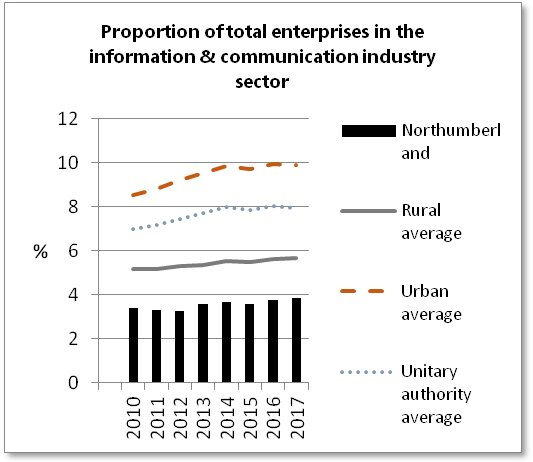 Proportion of total enterprises in the
information & communication industry
sector
12
10
8
6
4
2
0
%
2010
2011
2012
2013
2014
2015
2016
2017
Northumberl
and
Rural
average
Urban
average
Unitary
authority
average